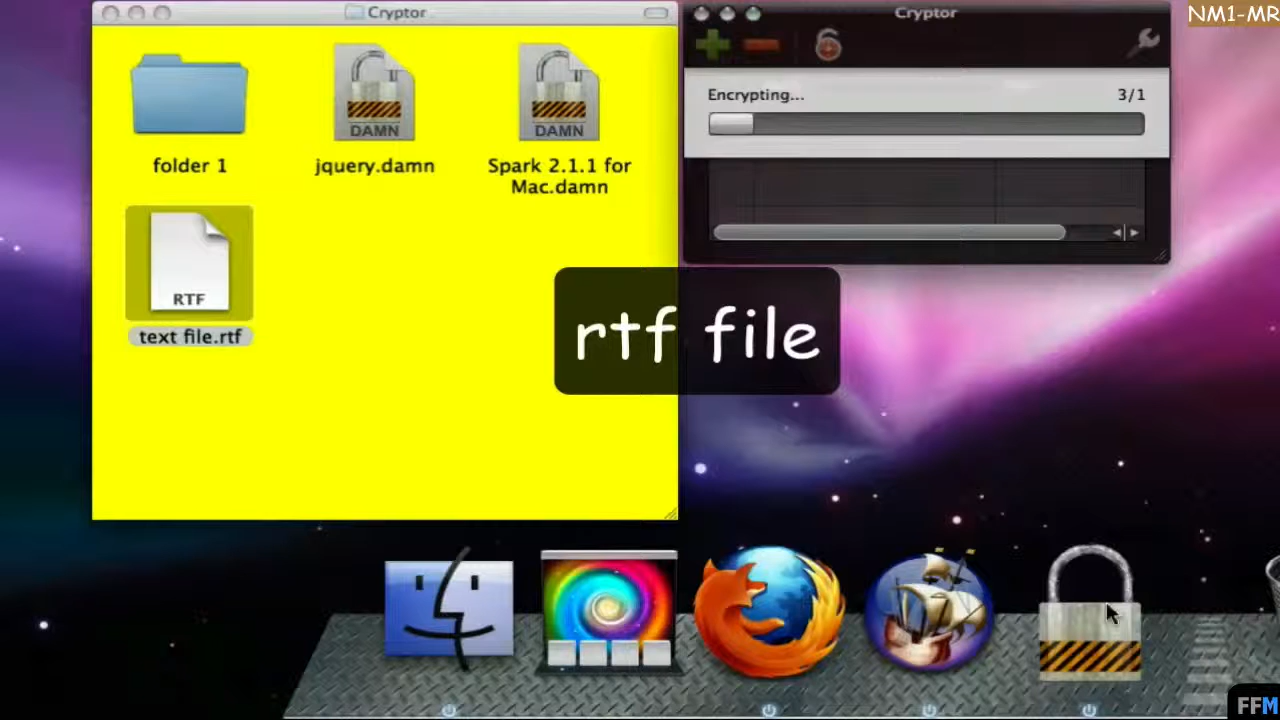 Cryptor
Cryptor
NM1-MR
Encrypting...
3/1
DAMN
DAMN
folder 1
jquery.damn
Spark 2.1.1 for
Mac.damn
RTF
text file.rtf
rtf file
FFM